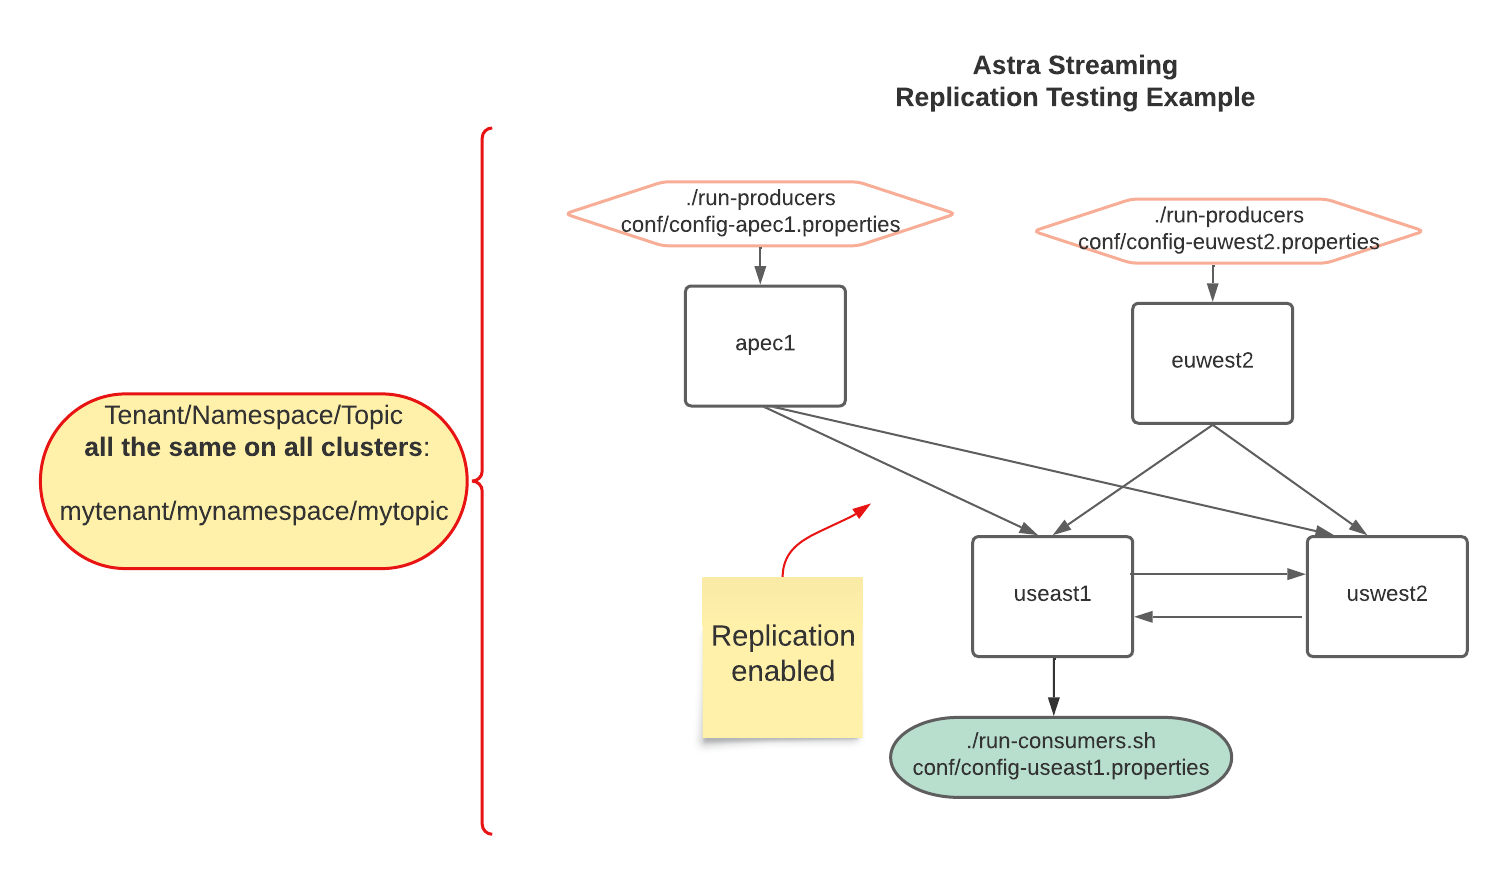 Astra Streaming
Replication Testing Example
./run-producers
conf/config-apec1.properties
./run-producers
conf/config-euwest2.properties
apec1
euwest2
Tenant/Namespace/Topic
all the same on all clusters:
mytenant/mynamespace/mytopic
useast1
uswest2
Replication
enabled
./run-consumers.sh
conf/config-useast1.properties